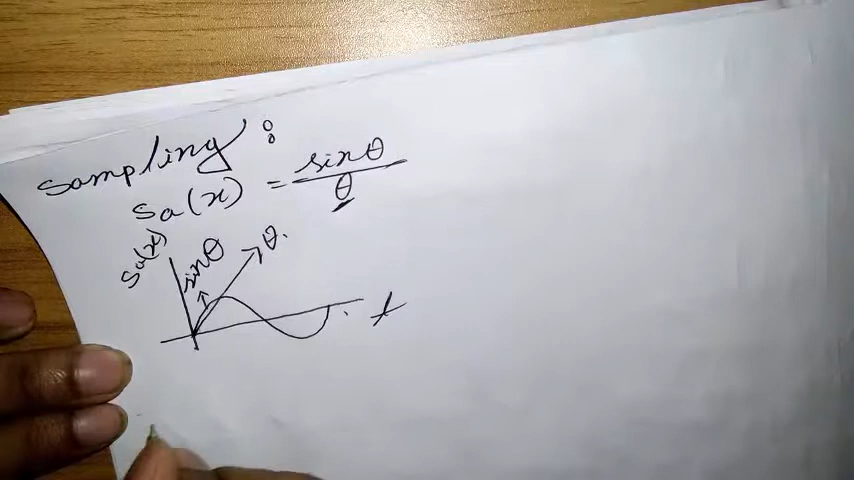 Sampling :
Sa(x) = sinθ / θ
Sa(x)
sinθ
θ.
t